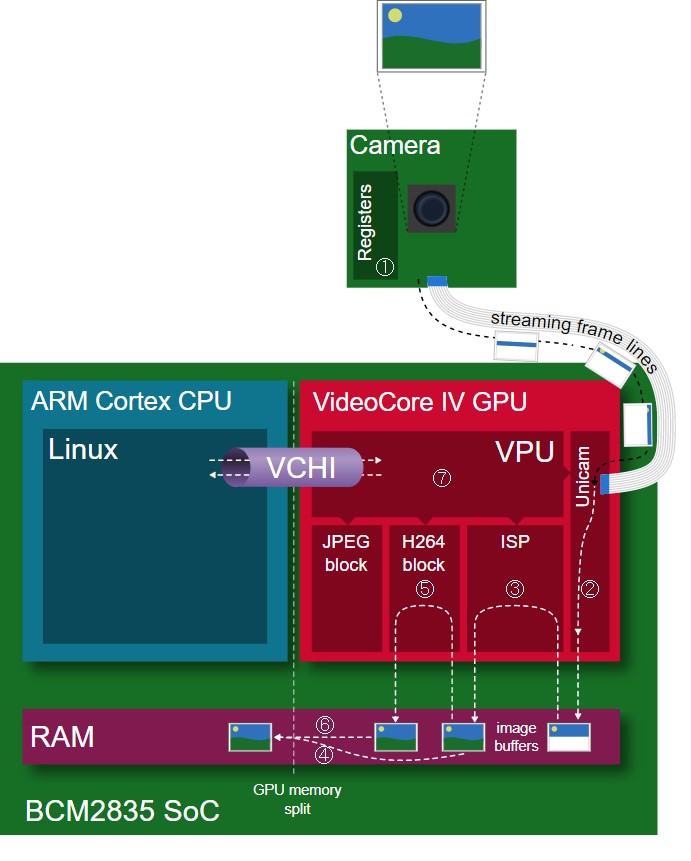 Camera
Registers
①
streaming frame lines
ARM Cortex CPU
Linux
VCHI
VideoCore IV GPU
VPU
⑦
Unicam
JPEG
block
H264
block
⑤
ISP
③
②
RAM
⑥
④
image
buffers
GPU memory
split
BCM2835 SoC